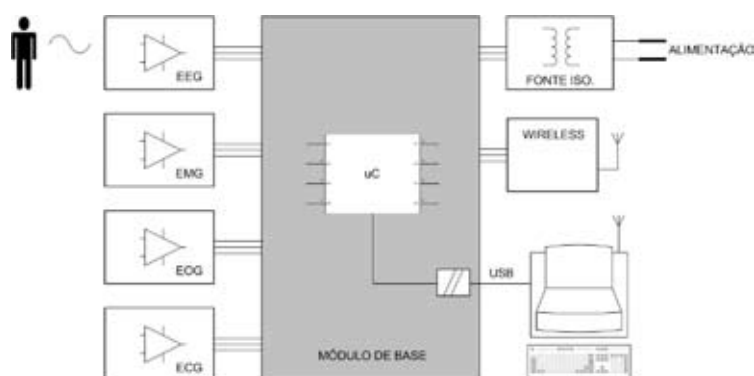 EEG
EMG
EOG
ECG
uC
MÓDULO DE BASE
FONTE ISO.
ALIMENTAÇÃO
WIRELESS
USB